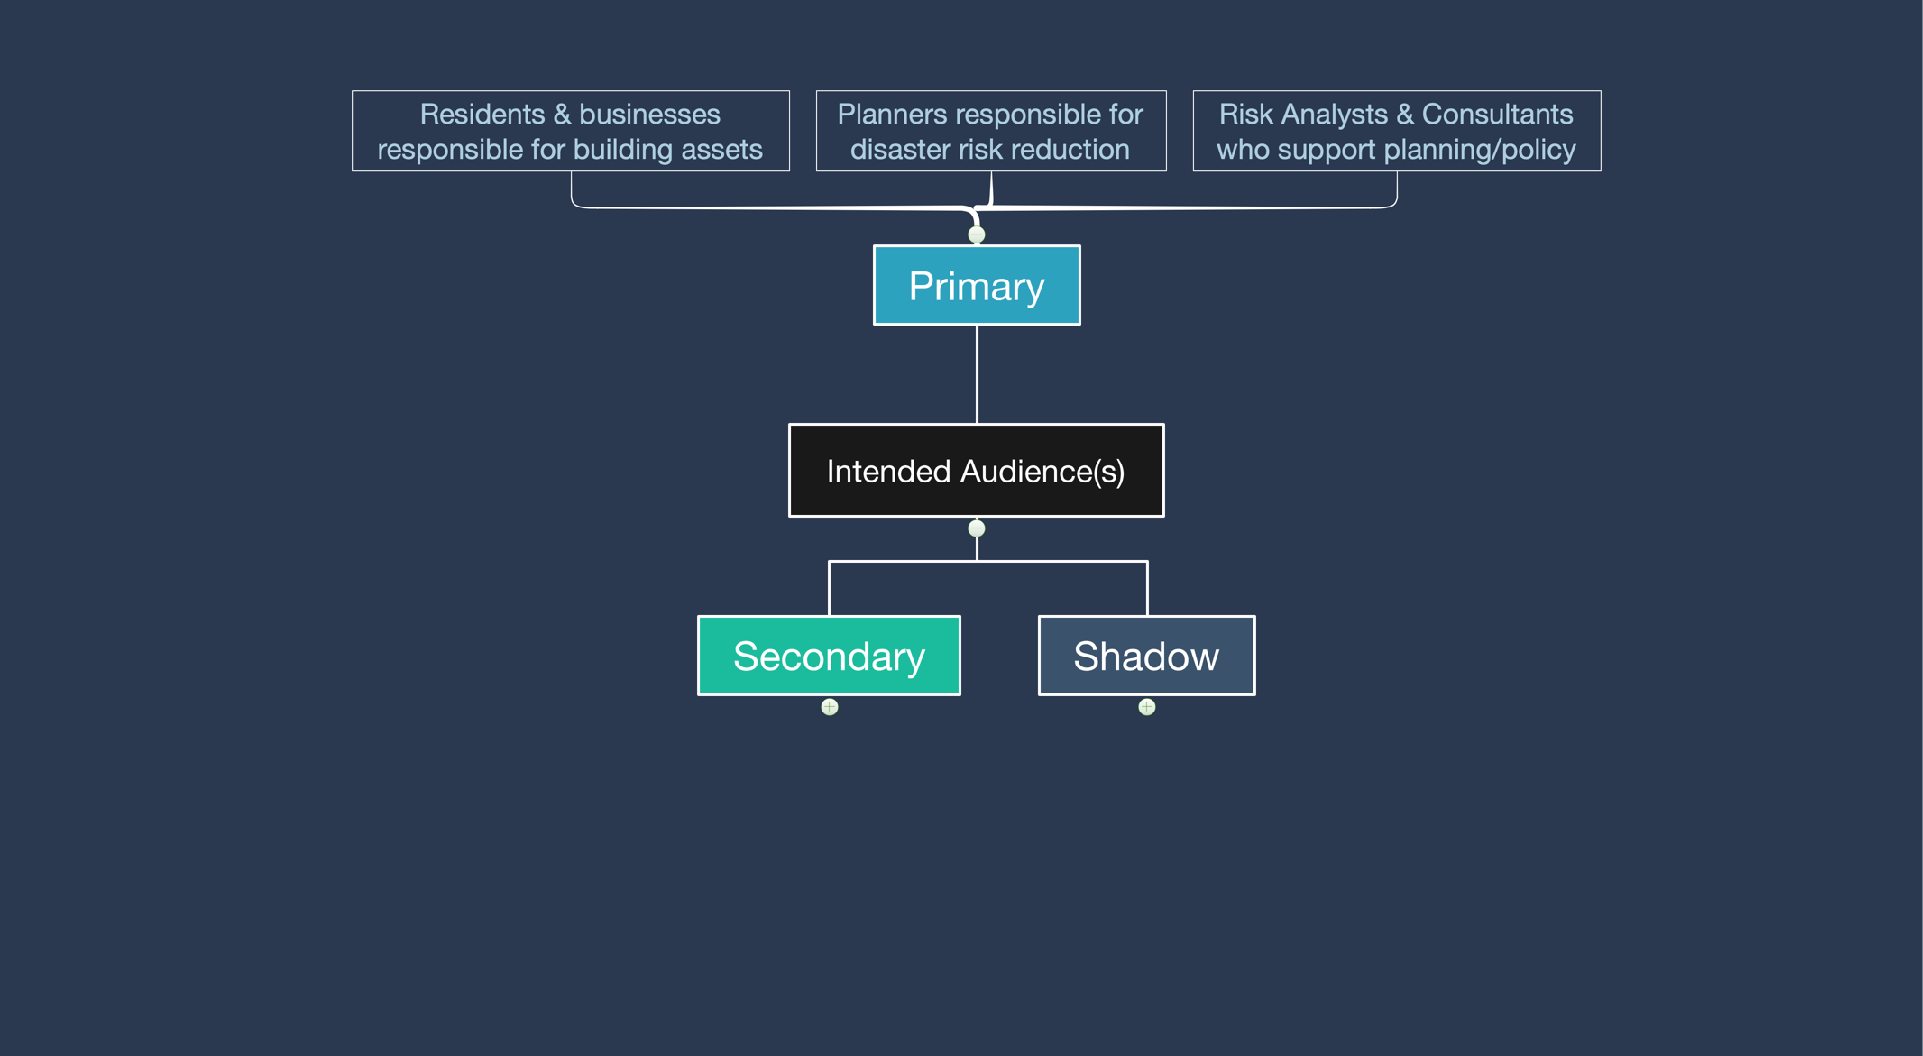 Residents & businesses
responsible for building assets
Planners responsible for
disaster risk reduction
Risk Analysts & Consultants
who support planning/policy
Primary
Intended Audience(s)
Secondary
Shadow